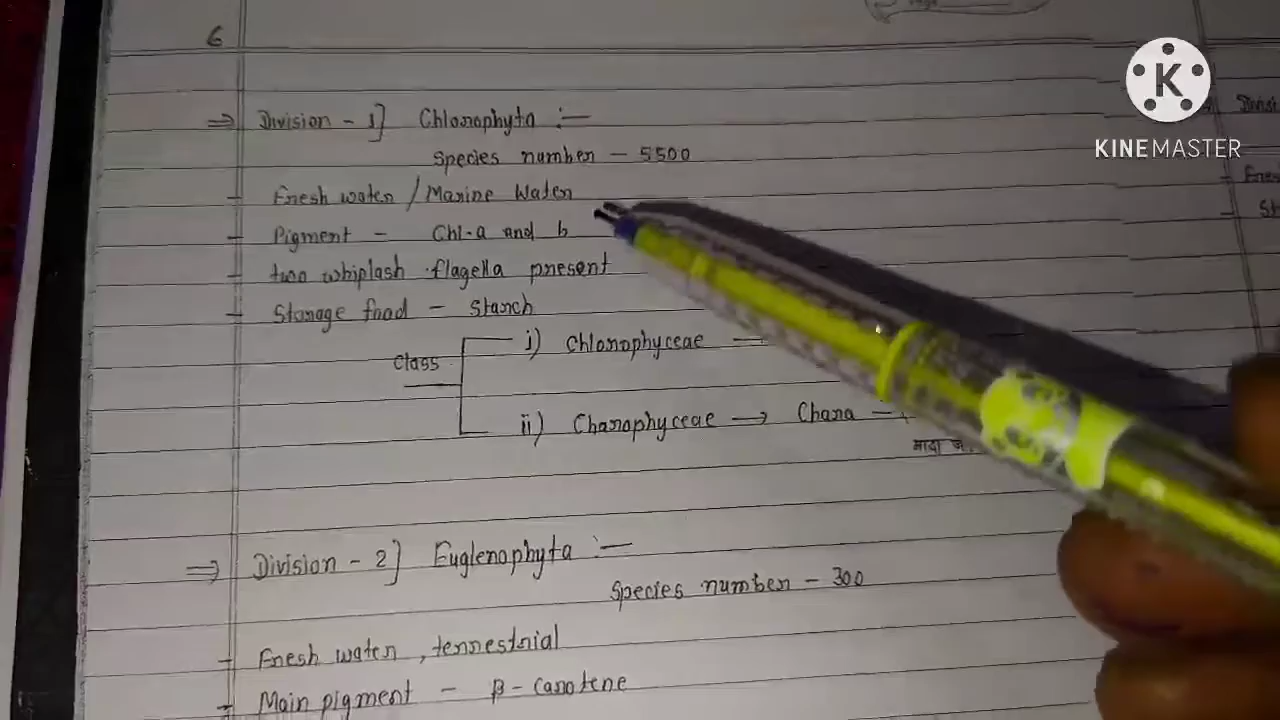 6
⇒ Division - 1] Chlorophyta :-
Species number - 5500
- Fresh water / Marine Water
- Pigment - Chl-a and b
- two whiplash flagella present
- Storage food - Starch
Class
i) Chlorophyceae -
ii) Charophyceae → Chara -
मादा ज.
⇒ Division - 2] Euglenophyta :-
Species number - 300
- Fresh water, terrestrial
- Main pigment - β - Carotene
K
KINEMASTER